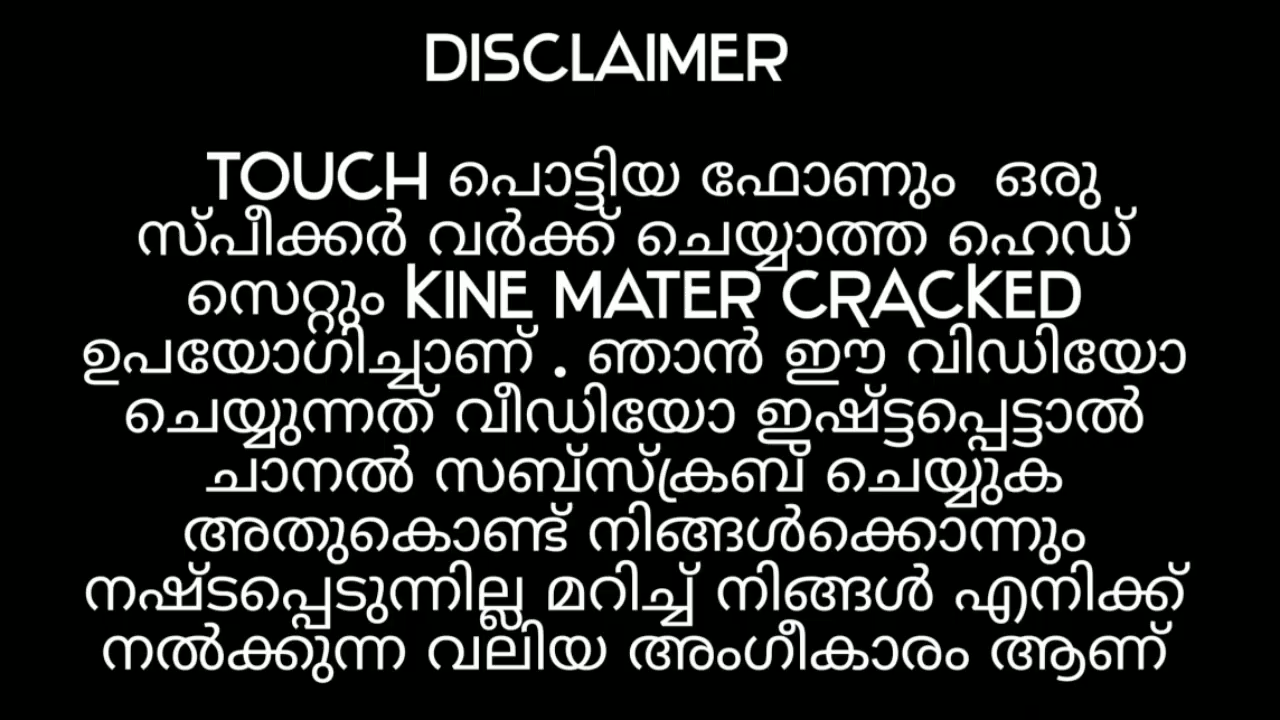 DISCLAIMER
TOUCH പൊട്ടിയ ഫോണും ഒരു
സ്പീക്കർ വർക്ക് ചെയ്യാത്ത ഹെഡ്
സെറ്റും KINE MATER CRACKED
ഉപയോഗിച്ചാണ് . ഞാൻ ഈ വിഡിയോ
ചെയ്യുന്നത് വീഡിയോ ഇഷ്ട്ടപ്പെട്ടാൽ
ചാനൽ സബ്സ്ക്രബ് ചെയ്യുക
അതുകൊണ്ട് നിങ്ങൾക്കൊന്നും
നഷ്ടപ്പെടുന്നില്ല മറിച്ച് നിങ്ങൾ എനിക്ക്
നൽക്കുന്ന വലിയ അംഗീകാരം ആണ്